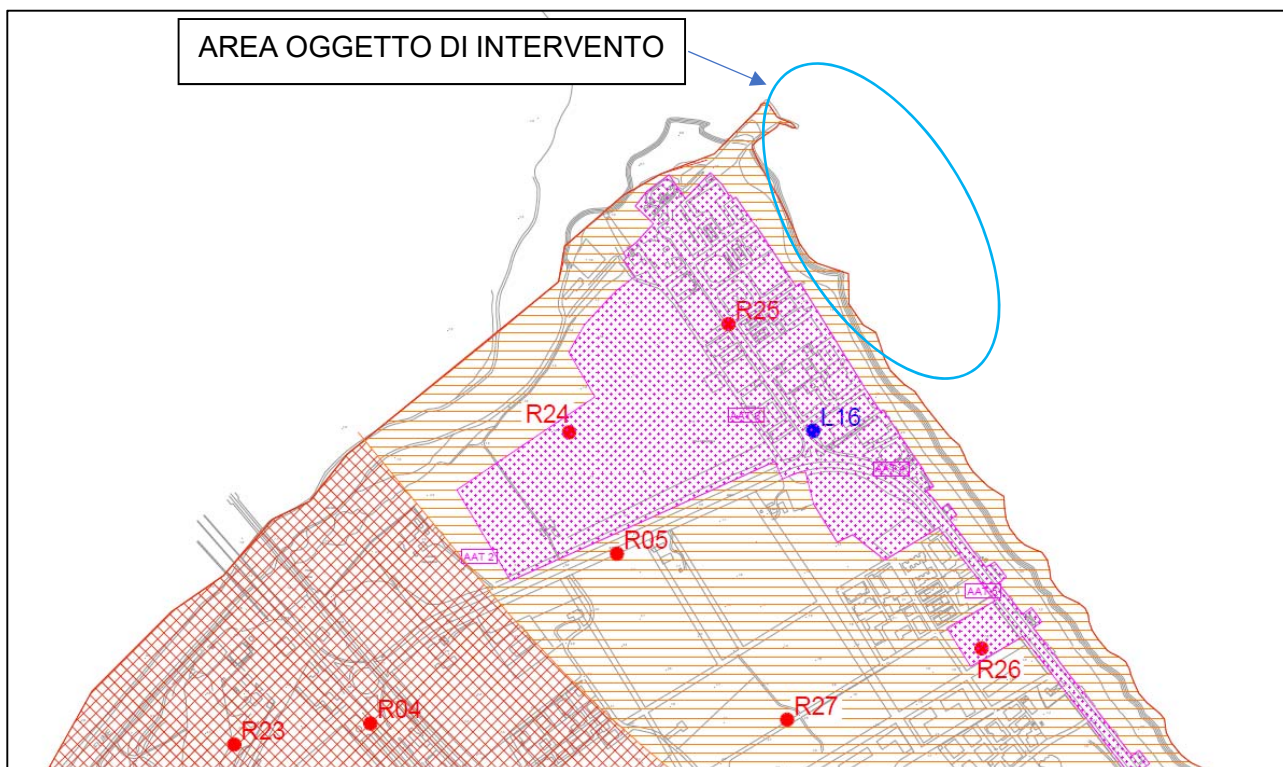 AREA OGGETTO DI INTERVENTO
R25
R24
L16
R05
AAT 2
R26
R27
R04
R23